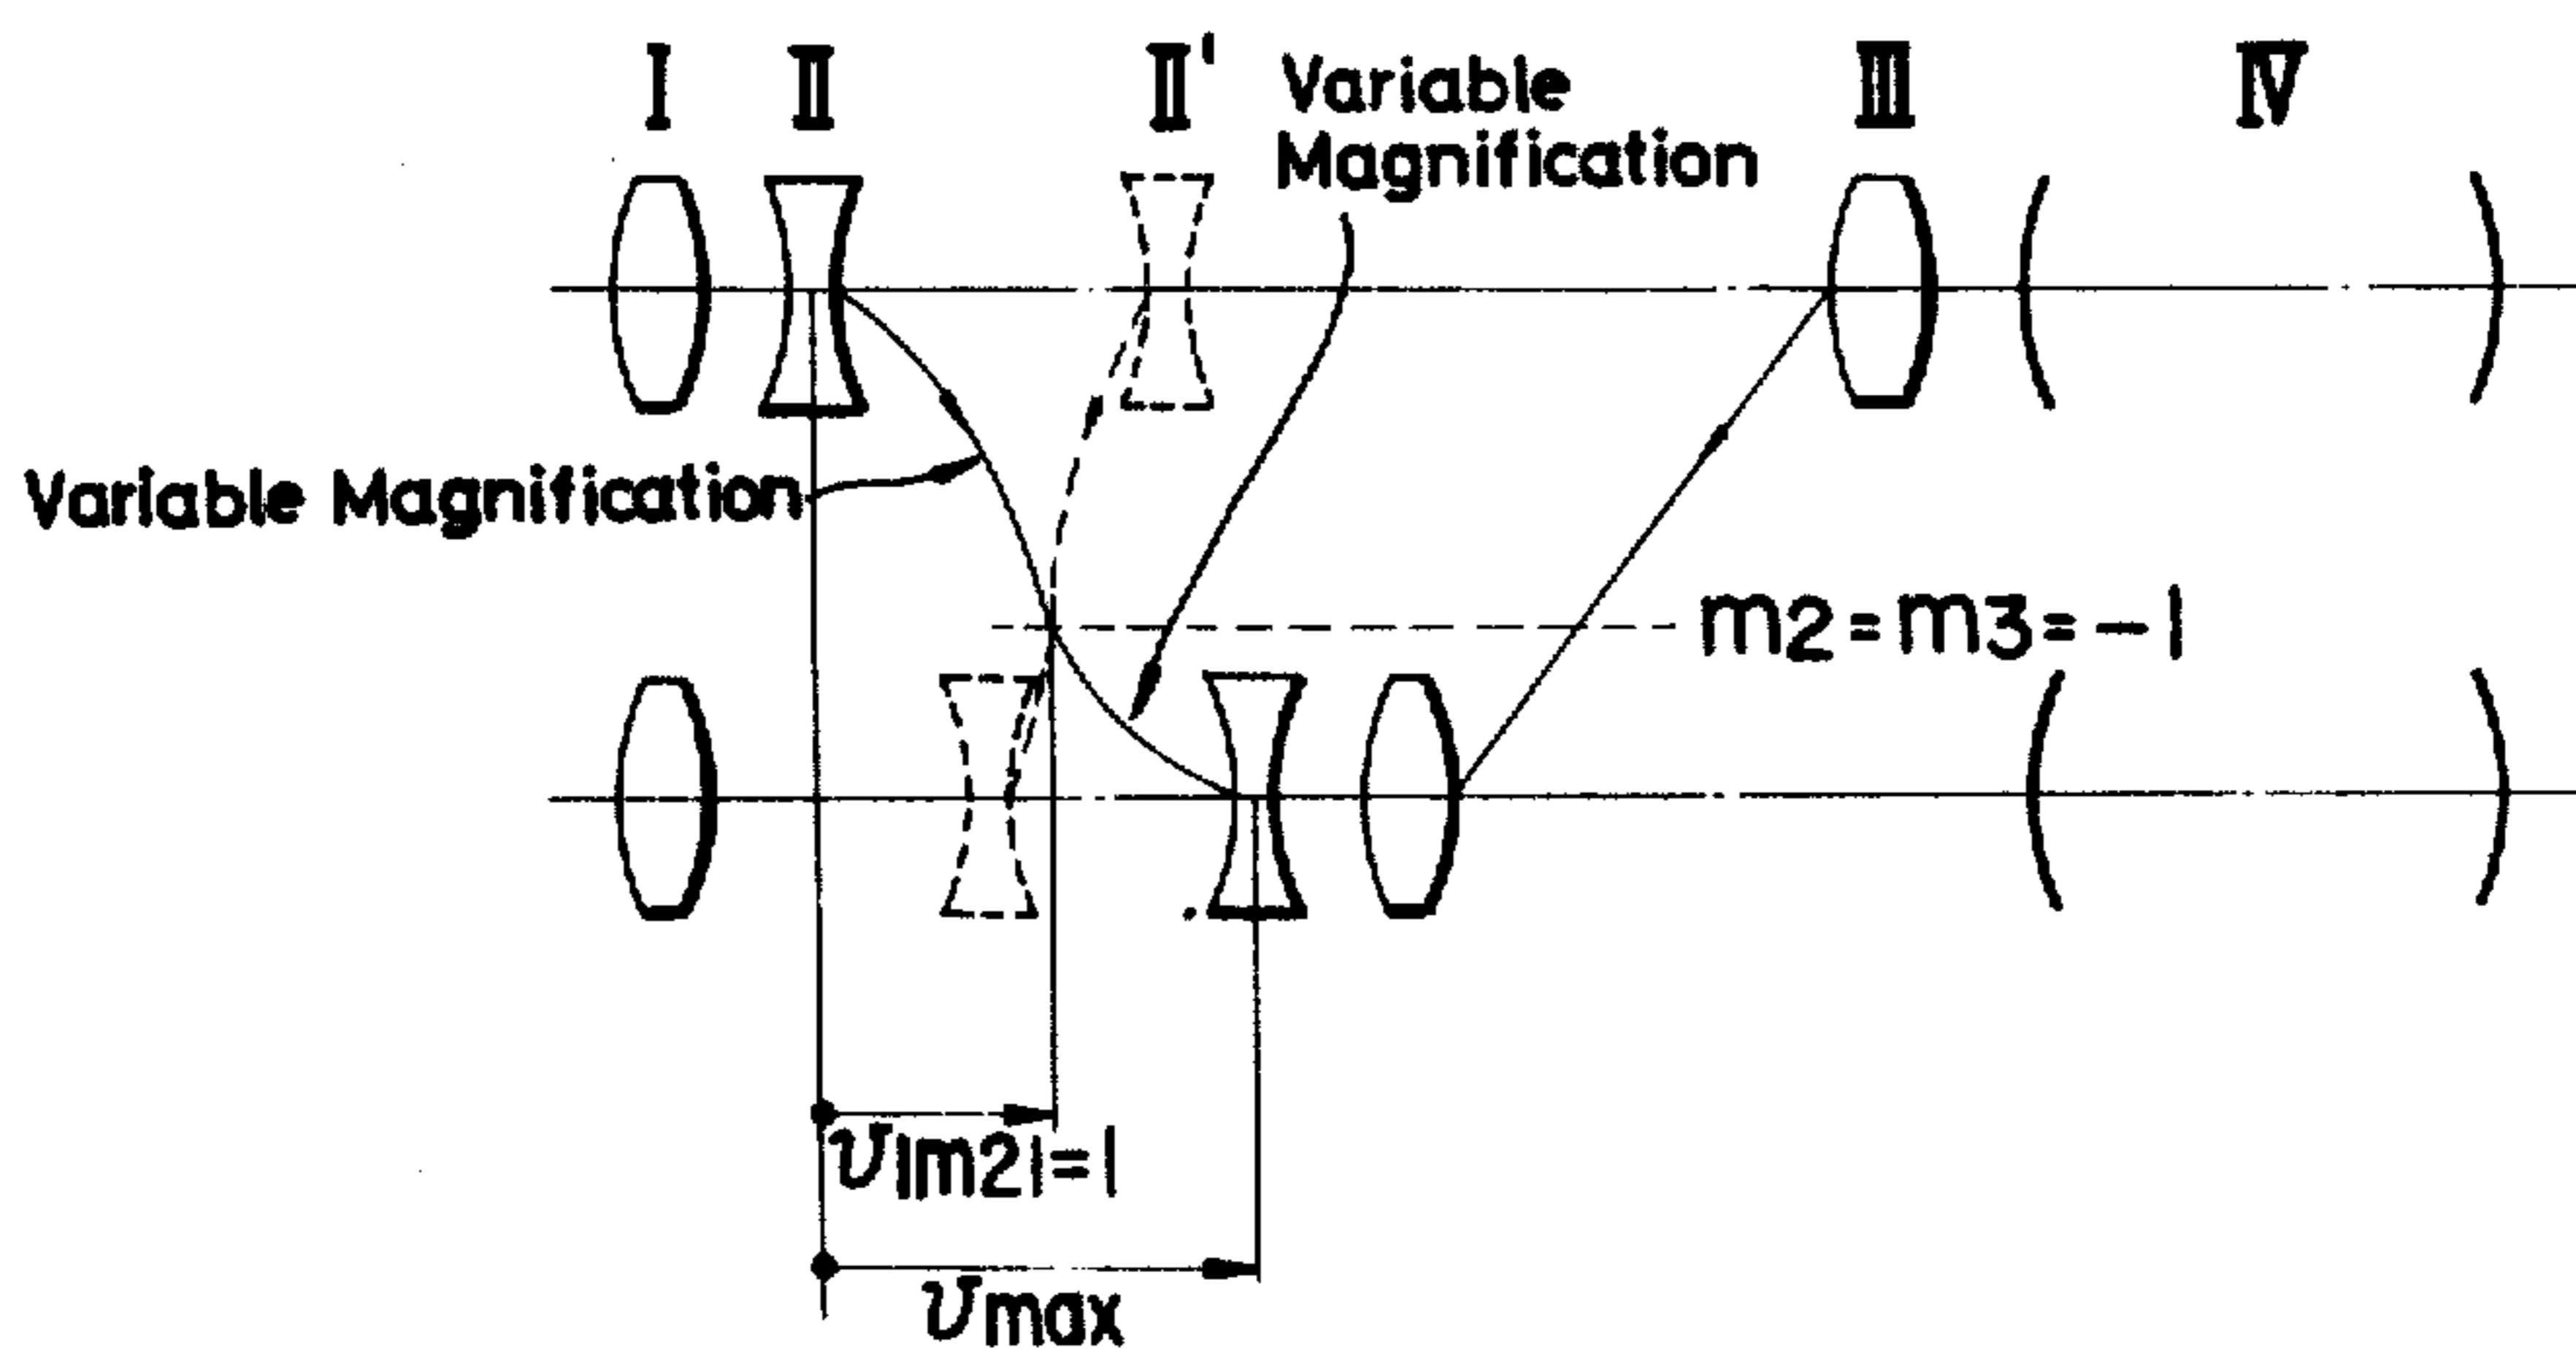 I II II' III IV
Variable
Magnification
Variable Magnification
m2=m3=-1
υ|m2|=1
υmax